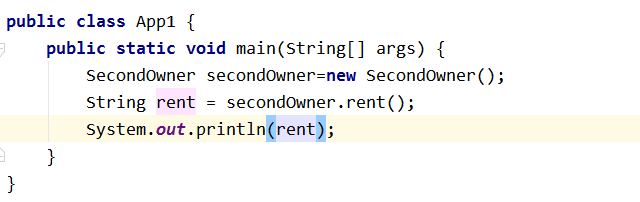 public class App1 {
    public static void main(String[] args) {
        SecondOwner secondOwner=new SecondOwner();
        String rent = secondOwner.rent();
        System.out.println(rent);
    }
}